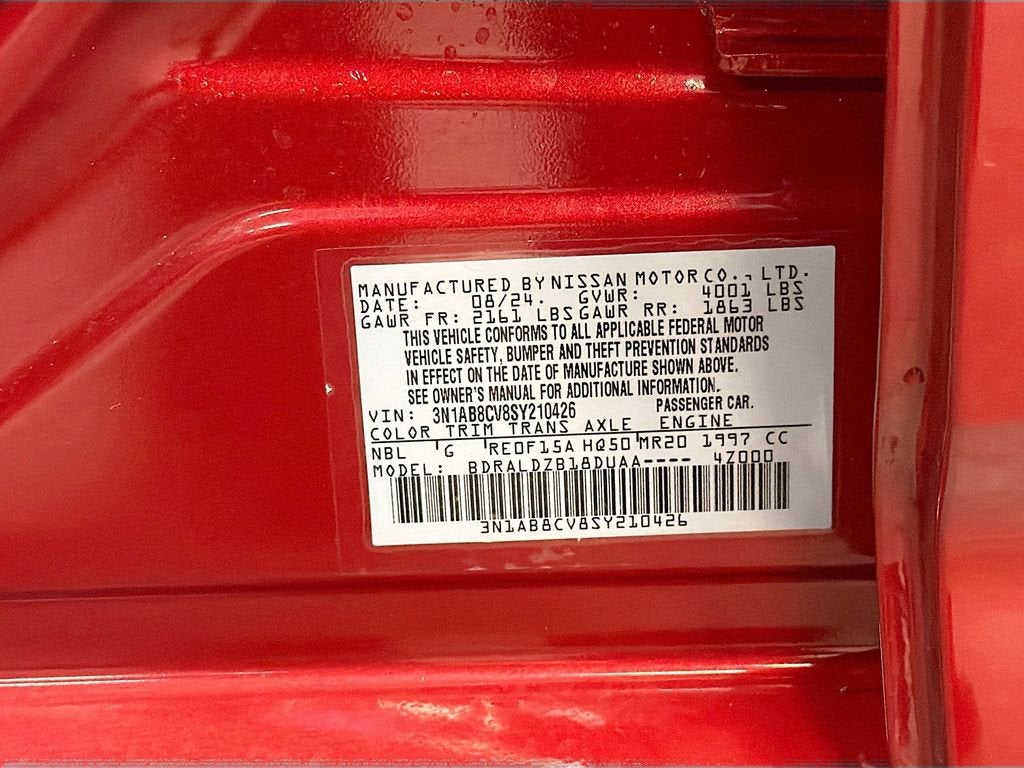 MANUFACTURED BY NISSAN MOTOR CO., LTD.
DATE: 08/24. GVWR: 4001 LBS
GAWR FR: 2161 LBS GAWR RR: 1863 LBS
THIS VEHICLE CONFORMS TO ALL APPLICABLE FEDERAL MOTOR
VEHICLE SAFETY, BUMPER AND THEFT PREVENTION STANDARDS
IN EFFECT ON THE DATE OF MANUFACTURE SHOWN ABOVE.
SEE OWNER'S MANUAL FOR ADDITIONAL INFORMATION.
VIN: 3N1AB8CV8SY210426 PASSENGER CAR.
COLOR TRIM TRANS AXLE ENGINE
NBL G RE0F15A HQ50 MR20 1997 CC
MODEL: BDRALDZB18DUAA---- 4Z000
3N1AB8CV8SY210426